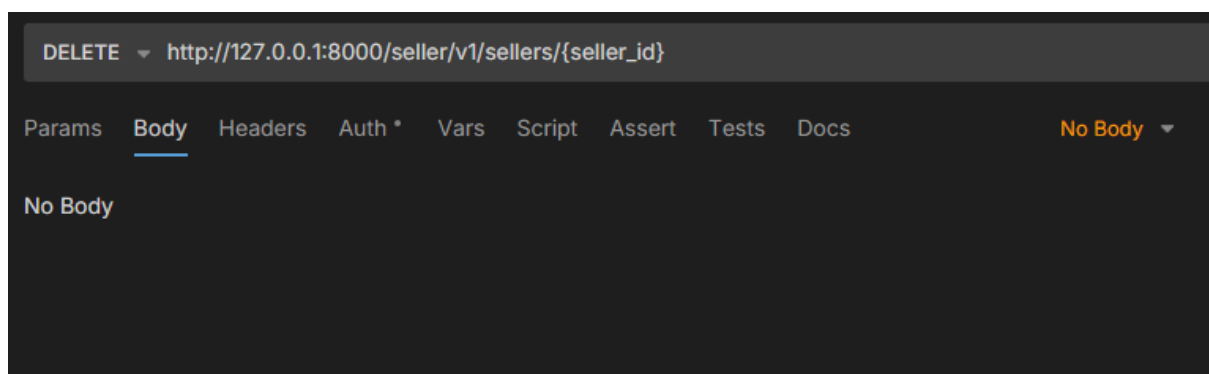 DELETE http://127.0.0.1:8000/seller/v1/sellers/{seller_id}
Params Body Headers Auth Vars Script Assert Tests Docs No Body
No Body